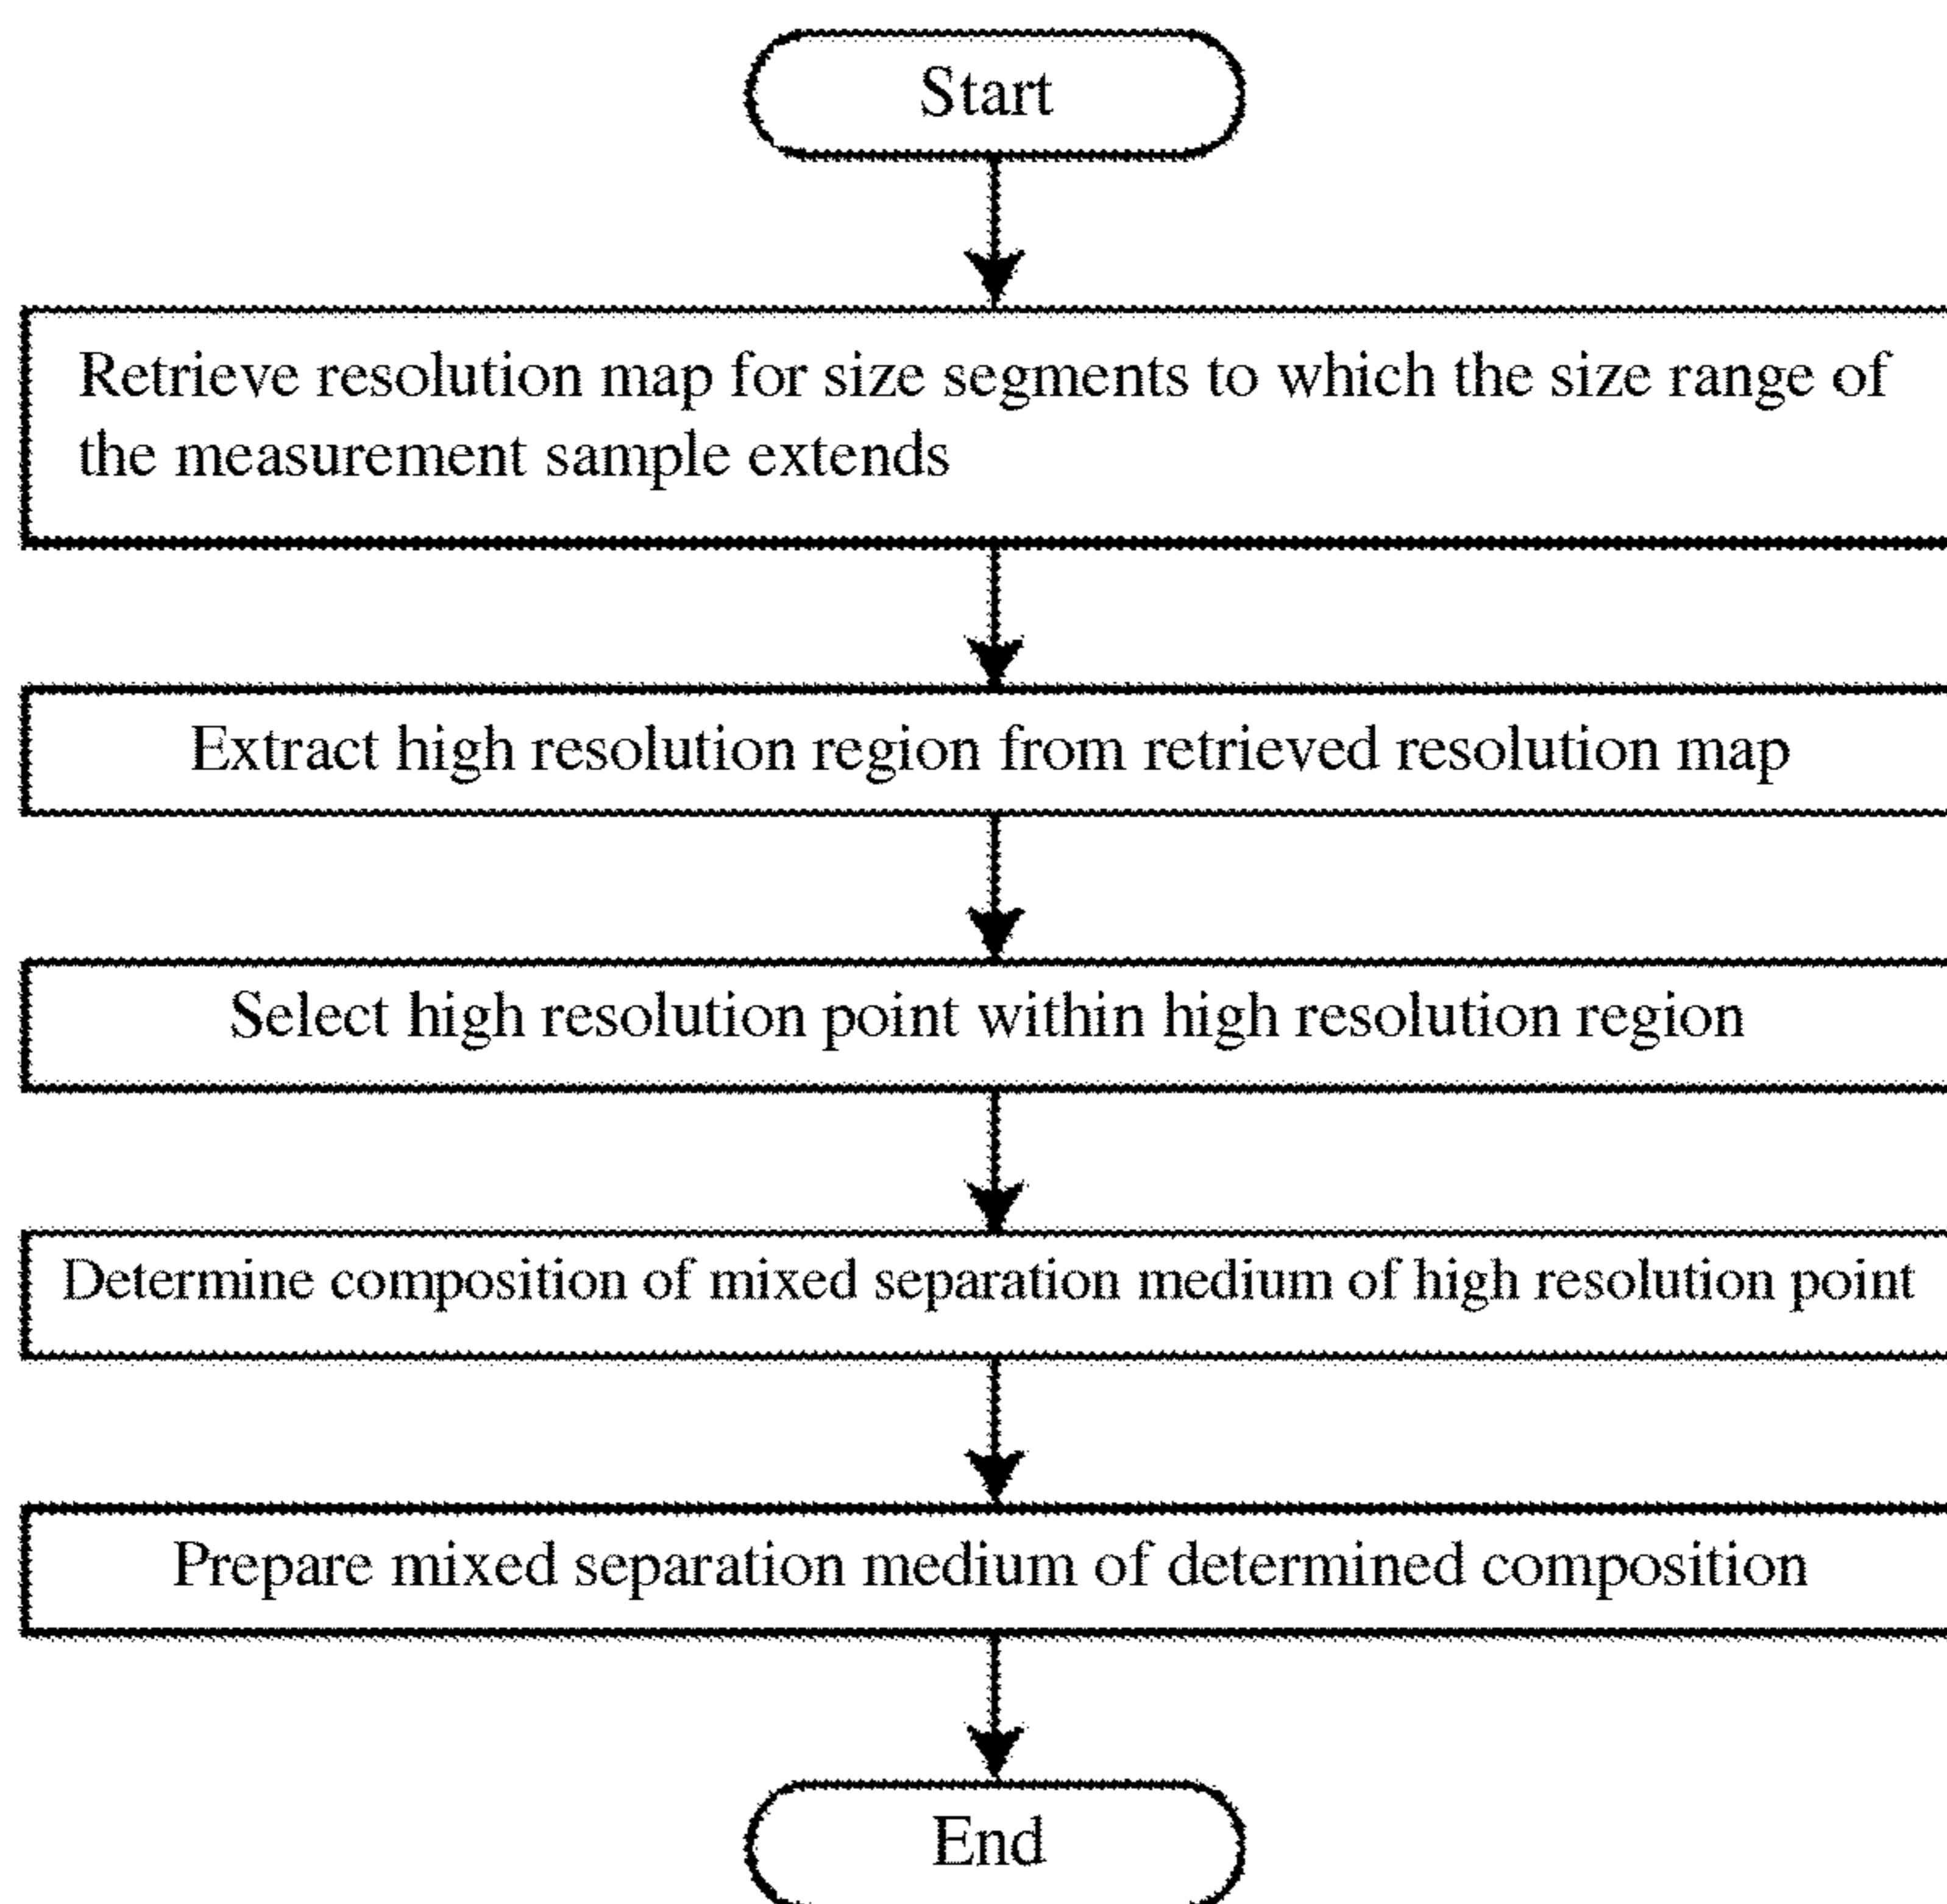 Start
Retrieve resolution map for size segments to which the size range of
the measurement sample extends
Extract high resolution region from retrieved resolution map
Select high resolution point within high resolution region
Determine composition of mixed separation medium of high resolution point
Prepare mixed separation medium of determined composition
End